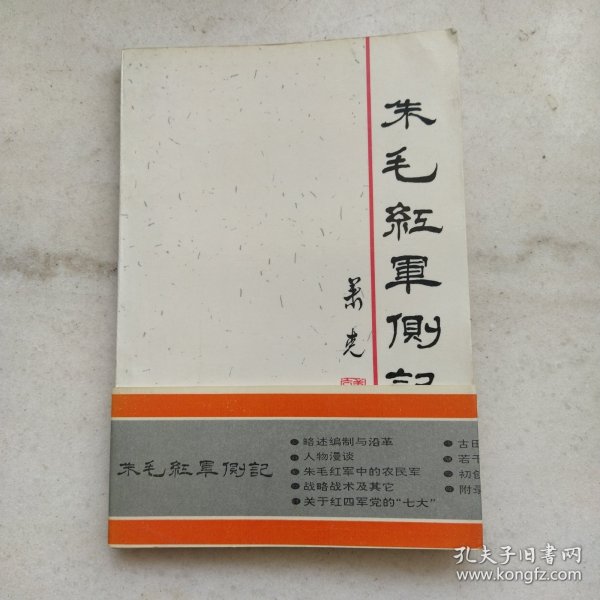 朱毛紅軍側記
萧克
朱毛紅軍側記
●略述编制与沿革
●人物漫谈
●朱毛红军中的农民军
●战略战术及其它
●关于红四军党的“七大”
●古田
●若干
●初创
●附录
孔夫子旧书网
www.kongfz.com